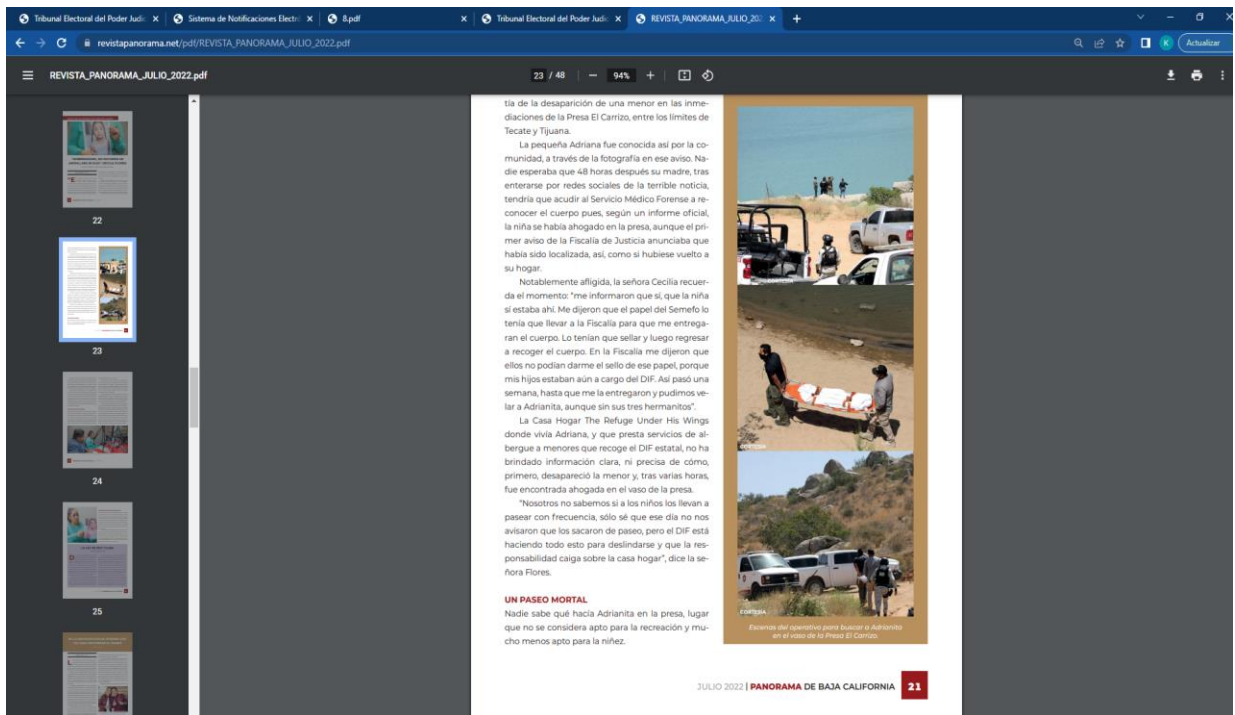 Tribunal Electoral del Poder Judic
Sistema de Notificaciones Electró
8.pdf
Tribunal Electoral del Poder Judic
REVISTA_PANORAMA_JULIO_202
revistapanorama.net/pdf/REVISTA_PANORAMA_JULIO_2022.pdf
K
Actualizar
REVISTA_PANORAMA_JULIO_2022.pdf
23 / 48
94%
22
23
24
25
tía de la desaparición de una menor en las inme-
diaciones de la Presa El Carrizo, entre los límites de
Tecate y Tijuana.
La pequeña Adriana fue conocida así por la co-
munidad, a través de la fotografía en ese aviso. Na-
die esperaba que 48 horas después su madre, tras
enterarse por redes sociales de la terrible noticia,
tendría que acudir al Servicio Médico Forense a re-
conocer el cuerpo pues, según un informe oficial,
la niña se había ahogado en la presa, aunque el pri-
mer aviso de la Fiscalía de Justicia anunciaba que
había sido localizada, así, como si hubiese vuelto a
su hogar.
Notablemente afligida, la señora Cecilia recuer-
da el momento: "me informaron que sí, que la niña
sí estaba ahí. Me dijeron que el papel del Semefo lo
tenía que llevar a la Fiscalía para que me entrega-
ran el cuerpo. Lo tenían que sellar y luego regresar
a recoger el cuerpo. En la Fiscalía me dijeron que
ellos no podían darme el sello de ese papel, porque
mis hijos estaban aún a cargo del DIF. Así pasó una
semana, hasta que me la entregaron y pudimos ve-
lar a Adrianita, aunque sin sus tres hermanitos".
La Casa Hogar The Refuge Under His Wings
donde vivía Adriana, y que presta servicios de al-
bergue a menores que recoge el DIF estatal, no ha
brindado información clara, ni precisa de cómo,
primero, desapareció la menor y, tras varias horas,
fue encontrada ahogada en el vaso de la presa.
"Nosotros no sabemos si a los niños los llevan a
pasear con frecuencia, sólo sé que ese día no nos
avisaron que los sacaron de paseo, pero el DIF está
haciendo todo esto para deslindarse y que la res-
ponsabilidad caiga sobre la casa hogar", dice la se-
ñora Flores.
UN PASEO MORTAL
Nadie sabe qué hacía Adrianita en la presa, lugar
que no se considera apto para la recreación y mu-
cho menos apto para la niñez.
CORTESÍA
CORTESÍA
Escenas del operativo para buscar a Adrianita
en el vaso de la Presa El Carrizo.
JULIO 2022 | PANORAMA DE BAJA CALIFORNIA 21